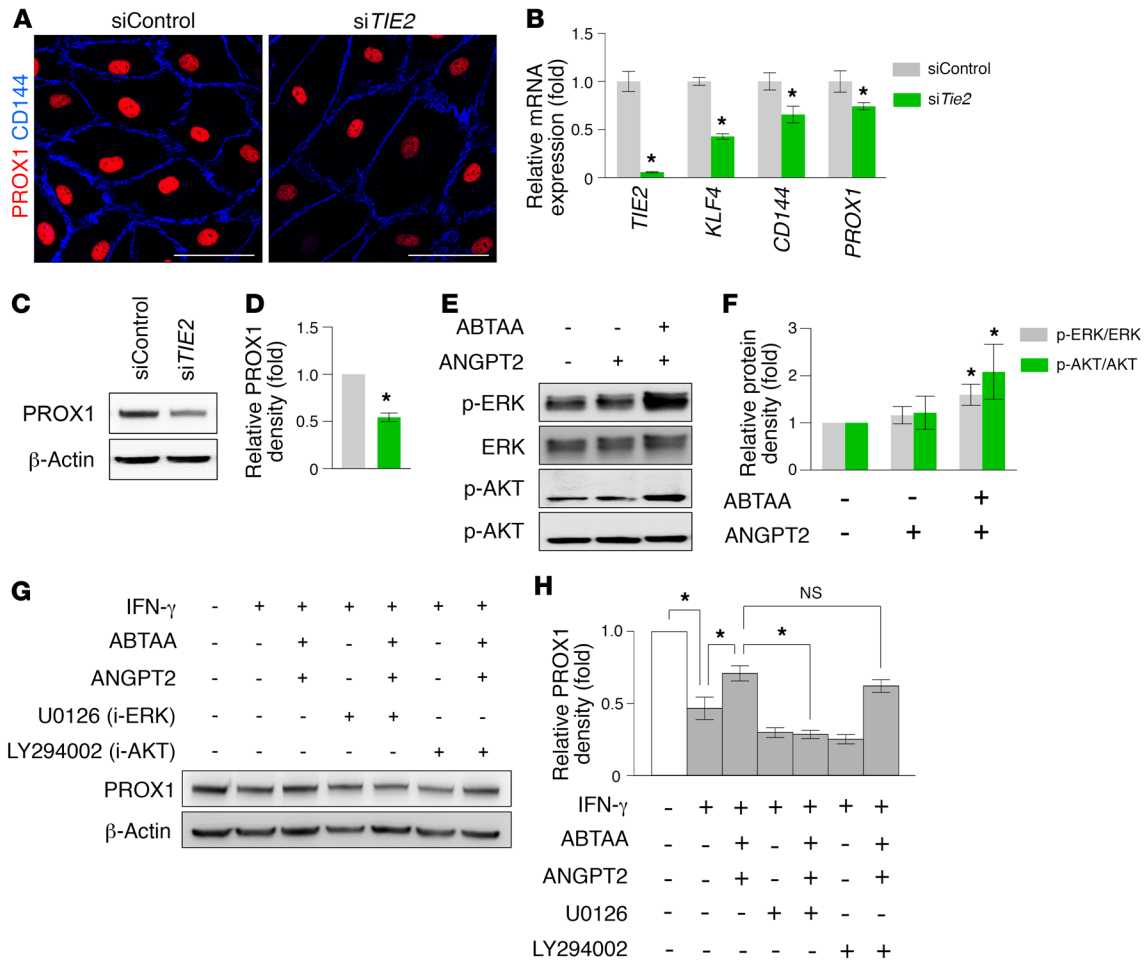 A
siControl
siTIE2
PROX1 CD144
B
Relative mRNA
expression (fold)
1.5
1.0
0.5
0
*
*
*
*
TIE2
KLF4
CD144
PROX1
siControl
siTie2
C
siControl
siTIE2
PROX1
β-Actin
D
Relative PROX1
density (fold)
1.5
1.0
0.5
0
*
E
ABTAA - - +
ANGPT2 - + +
p-ERK
ERK
p-AKT
p-AKT
F
Relative protein
density (fold)
3
2
1
0
*
*
p-ERK/ERK
p-AKT/AKT
ABTAA - - +
ANGPT2 - + +
G
IFN-γ - + + + + + +
ABTAA - - + - + - +
ANGPT2 - - + - + - +
U0126 (i-ERK) - - - + + - -
LY294002 (i-AKT) - - - - - + +
PROX1
β-Actin
H
Relative PROX1
density (fold)
1.0
0.5
0
*
*
*
NS
IFN-γ - + + + + + +
ABTAA - - + - + - +
ANGPT2 - - + - + - +
U0126 - - - + + - -
LY294002 - - - - - + +